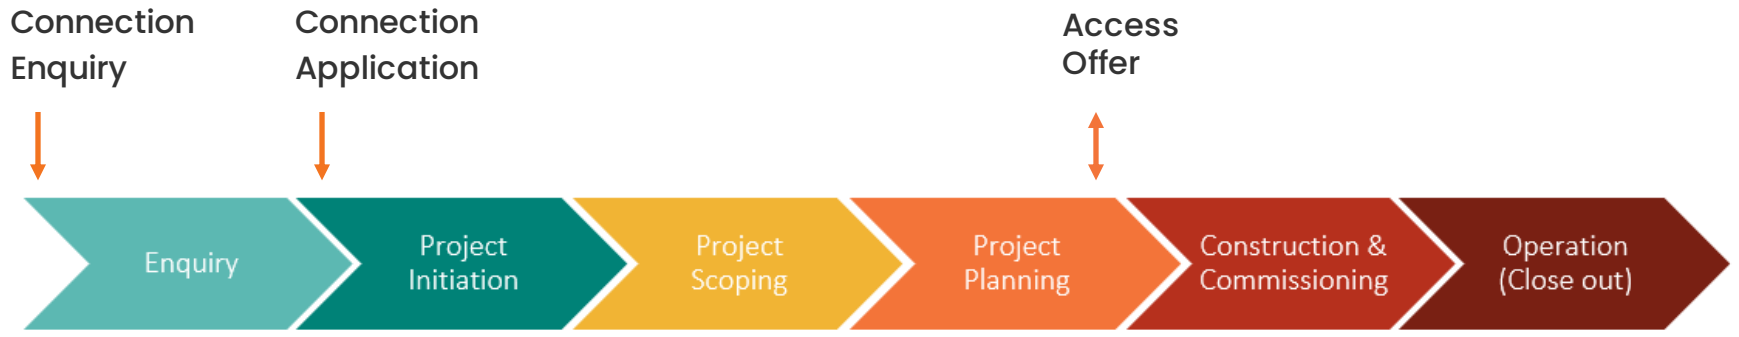 Connection
Enquiry
Connection
Application
Access
Offer
Enquiry
Project
Initiation
Project
Scoping
Project
Planning
Construction &
Commissioning
Operation
(Close out)